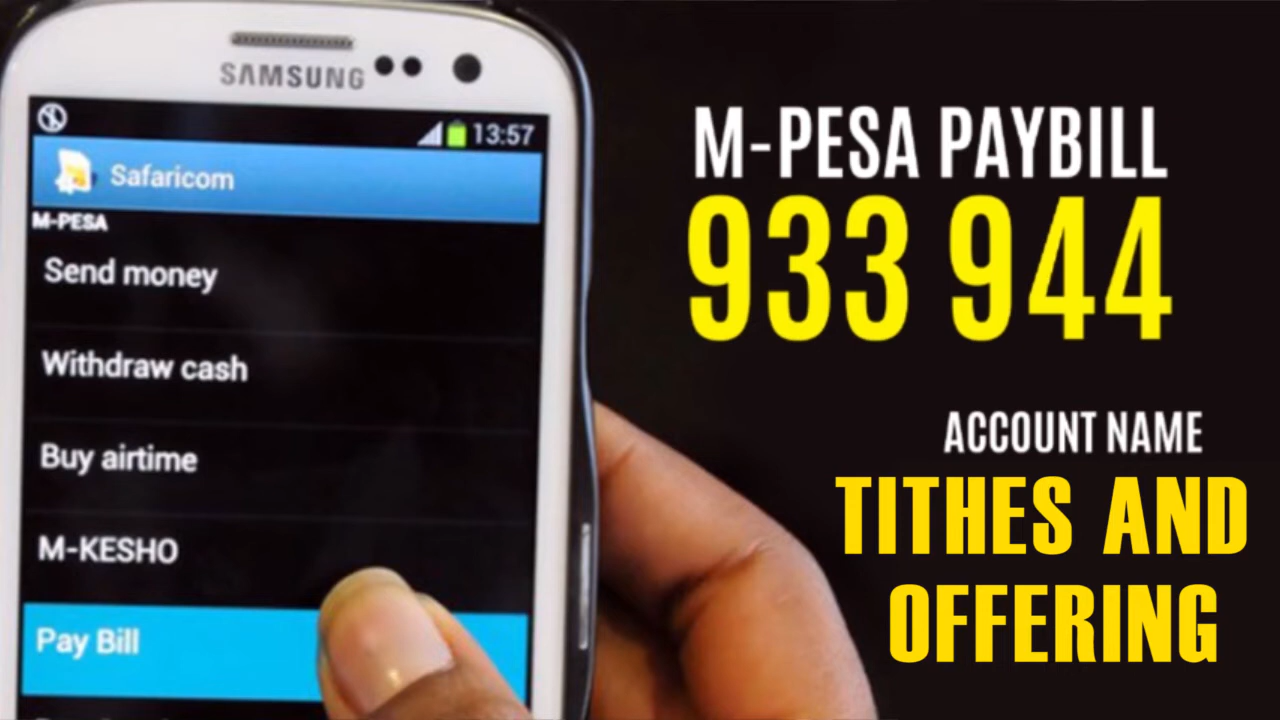 SAMSUNG
13:57
Safaricom
M-PESA
Send money
Withdraw cash
Buy airtime
M-KESHO
Pay Bill
M-PESA PAYBILL
933 944
ACCOUNT NAME
TITHES AND
OFFERING